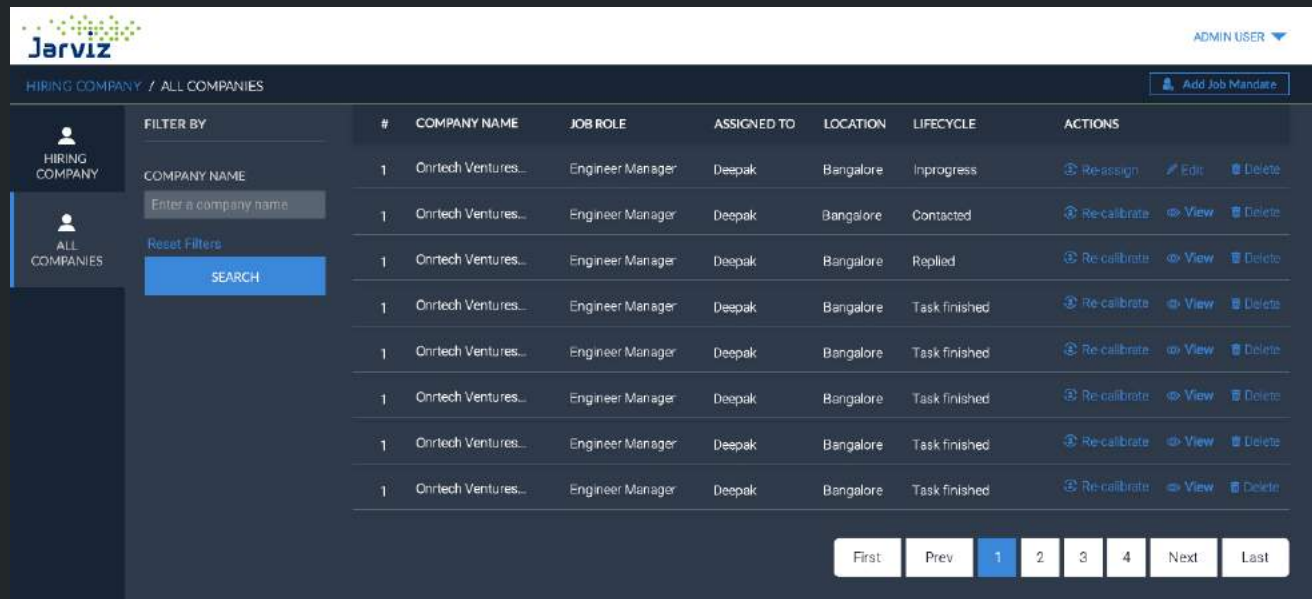 Jarviz
ADMIN USER
HIRING COMPANY / ALL COMPANIES
Add Job Mandate
HIRING
COMPANY
ALL
COMPANIES
FILTER BY
COMPANY NAME
Enter a company name
Reset Filters
SEARCH
# COMPANY NAME JOB ROLE ASSIGNED TO LOCATION LIFECYCLE ACTIONS
1 Onrtech Ventures... Engineer Manager Deepak Bangalore Inprogress Re-assign Edit Delete
1 Onrtech Ventures... Engineer Manager Deepak Bangalore Contacted Re-calibrate View Delete
1 Onrtech Ventures... Engineer Manager Deepak Bangalore Replied Re-calibrate View Delete
1 Onrtech Ventures... Engineer Manager Deepak Bangalore Task finished Re-calibrate View Delete
1 Onrtech Ventures... Engineer Manager Deepak Bangalore Task finished Re-calibrate View Delete
1 Onrtech Ventures... Engineer Manager Deepak Bangalore Task finished Re-calibrate View Delete
1 Onrtech Ventures... Engineer Manager Deepak Bangalore Task finished Re-calibrate View Delete
1 Onrtech Ventures... Engineer Manager Deepak Bangalore Task finished Re-calibrate View Delete
First Prev 1 2 3 4 Next Last